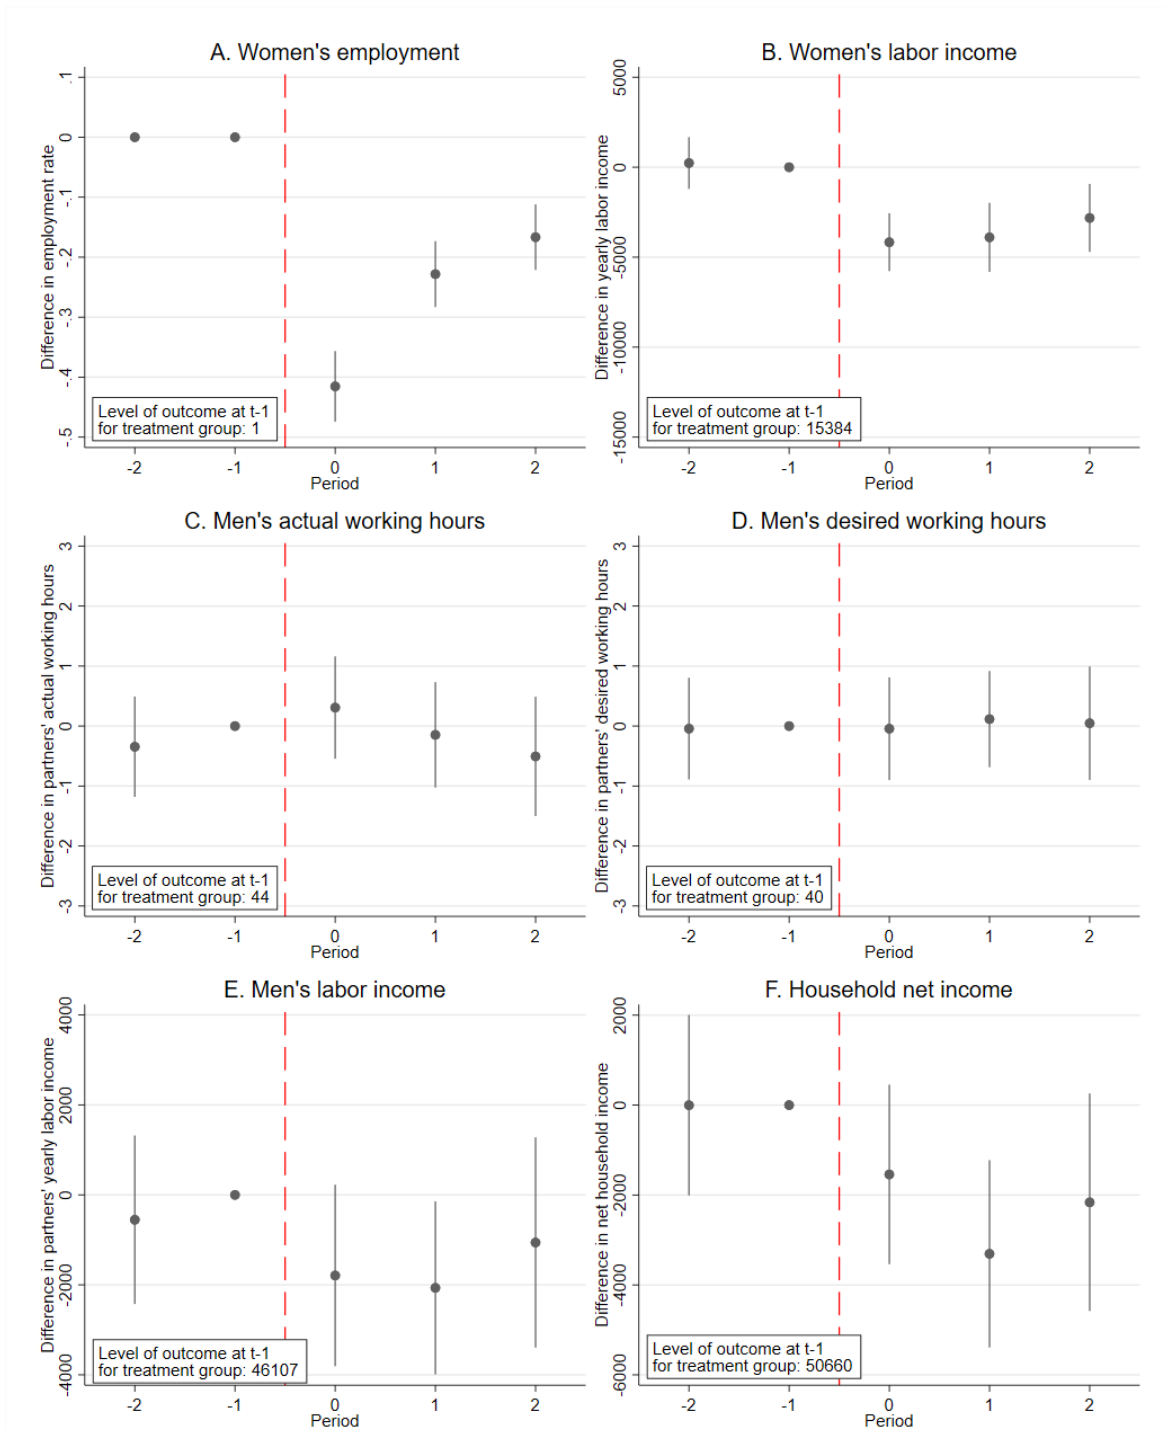 A. Women's employment
Difference in employment rate
.1
0
-.1
-.2
-.3
-.4
-.5
Level of outcome at t-1
for treatment group: 1
-2 -1 0 1 2
Period
B. Women's labor income
Difference in yearly labor income
5000
0
-5000
-10000
-15000
Level of outcome at t-1
for treatment group: 15384
-2 -1 0 1 2
Period
C. Men's actual working hours
Difference in partners' actual working hours
3
2
1
0
-1
-2
-3
Level of outcome at t-1
for treatment group: 44
-2 -1 0 1 2
Period
D. Men's desired working hours
Difference in partners' desired working hours
3
2
1
0
-1
-2
-3
Level of outcome at t-1
for treatment group: 40
-2 -1 0 1 2
Period
E. Men's labor income
Difference in partners' yearly labor income
4000
2000
0
-2000
-4000
Level of outcome at t-1
for treatment group: 46107
-2 -1 0 1 2
Period
F. Household net income
Difference in net household income
2000
0
-2000
-4000
-6000
Level of outcome at t-1
for treatment group: 50660
-2 -1 0 1 2
Period